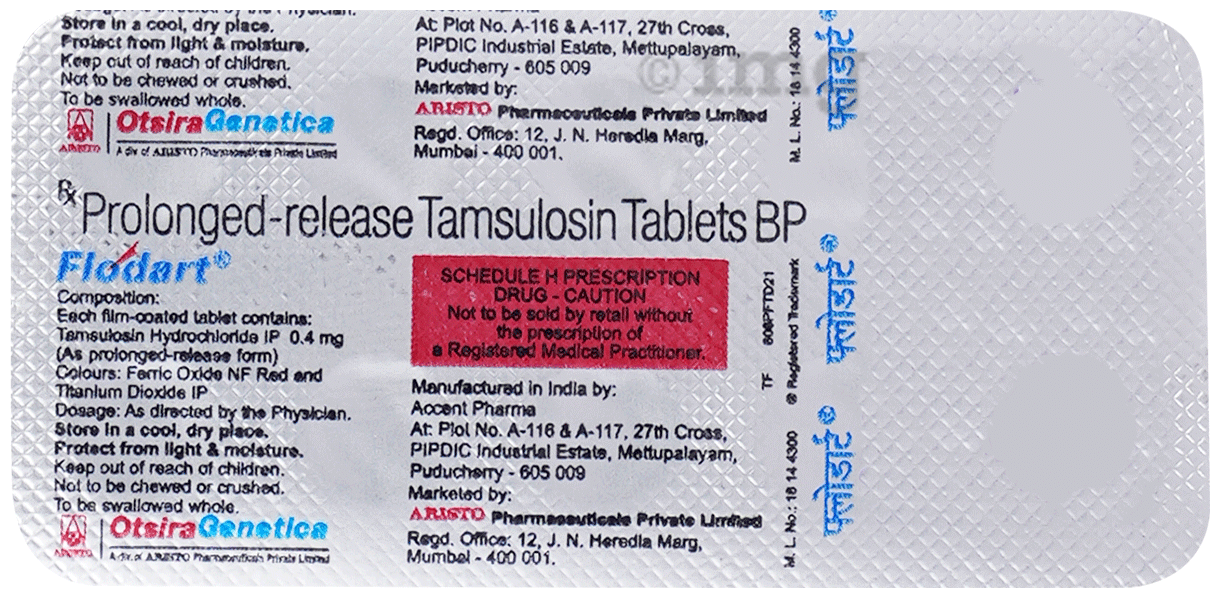 Store in a cool, dry place.
Protect from light & moisture.
Keep out of reach of children.
Not to be chewed or crushed.
To be swallowed whole.
ARISTO
OtsiraGenetica
A div of ARISTO Pharmaceuticals Private Limited
At: Plot No. A-116 & A-117, 27th Cross,
PIPDIC Industrial Estate, Mettupalayam,
Puducherry - 605 009
Marketed by:
ARISTO Pharmaceuticals Private Limited
Regd. Office: 12, J. N. Heredia Marg,
Mumbai - 400 001.
M. L. No.: 18 14 4300
फ्लोडार्ट®
1mg
Rx Prolonged-release Tamsulosin Tablets BP
Flodart®
Composition:
Each film-coated tablet contains:
Tamsulosin Hydrochloride IP 0.4 mg
(As prolonged-release form)
Colours: Ferric Oxide NF Red and
Titanium Dioxide IP
Dosage: As directed by the Physician.
Store in a cool, dry place.
Protect from light & moisture.
Keep out of reach of children.
Not to be chewed or crushed.
To be swallowed whole.
ARISTO
OtsiraGenetica
A div. of ARISTO Pharmaceuticals Private Limited
SCHEDULE H PRESCRIPTION
DRUG - CAUTION
Not to be sold by retail without
the prescription of
a Registered Medical Practitioner.
Manufactured in India by:
Accent Pharma
At: Plot No. A-116 & A-117, 27th Cross,
PIPDIC Industrial Estate, Mettupalayam,
Puducherry - 605 009
Marketed by:
ARISTO Pharmaceuticals Private Limited
Regd. Office: 12, J. N. Heredia Marg,
Mumbai - 400 001.
TF 608PFTD21
M. L. No.: 18 14 4300 ® Registered Trademark
फ्लोडार्ट®
फ्लोडार्ट®